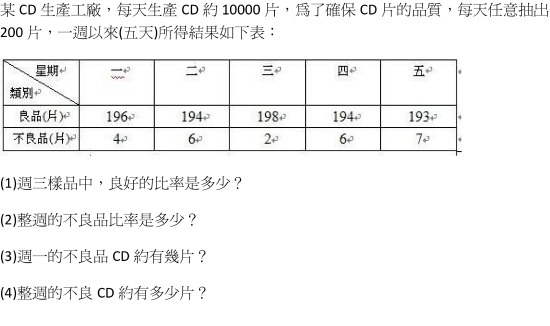 某 CD 生產工廠，每天生產 CD 約 10000 片，爲了確保 CD 片的品質，每天任意抽出
200 片，一週以來(五天)所得結果如下表：
星期 一 二 三 四 五
類別
良品(片) 196 194 198 194 193
不良品(片) 4 6 2 6 7
(1)週三樣品中，良好的比率是多少？
(2)整週的不良品比率是多少？
(3)週一的不良品 CD 約有幾片？
(4)整週的不良 CD 約有多少片？